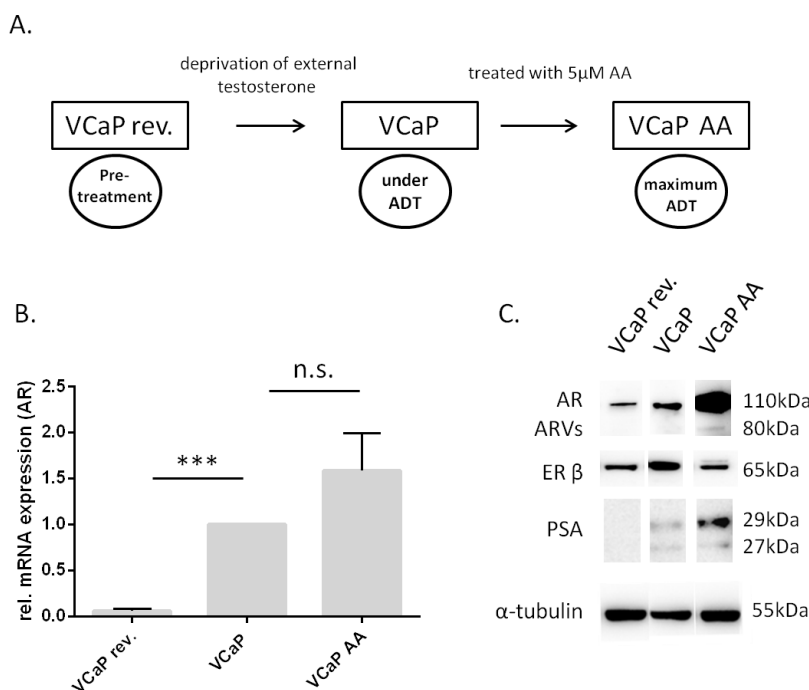 A.
deprivation of external
testosterone
treated with 5µM AA
VCaP rev.
VCaP
VCaP AA
Pre-
treatment
under
ADT
maximum
ADT
B.
rel. mRNA expression (AR)
2.5
2.0
1.5
1.0
0.5
0.0
***
n.s.
VCaP rev.
VCaP
VCaP AA
C.
VCaP rev.
VCaP
VCaP AA
AR
110kDa
ARVs
80kDa
ER β
65kDa
PSA
29kDa
27kDa
α-tubulin
55kDa